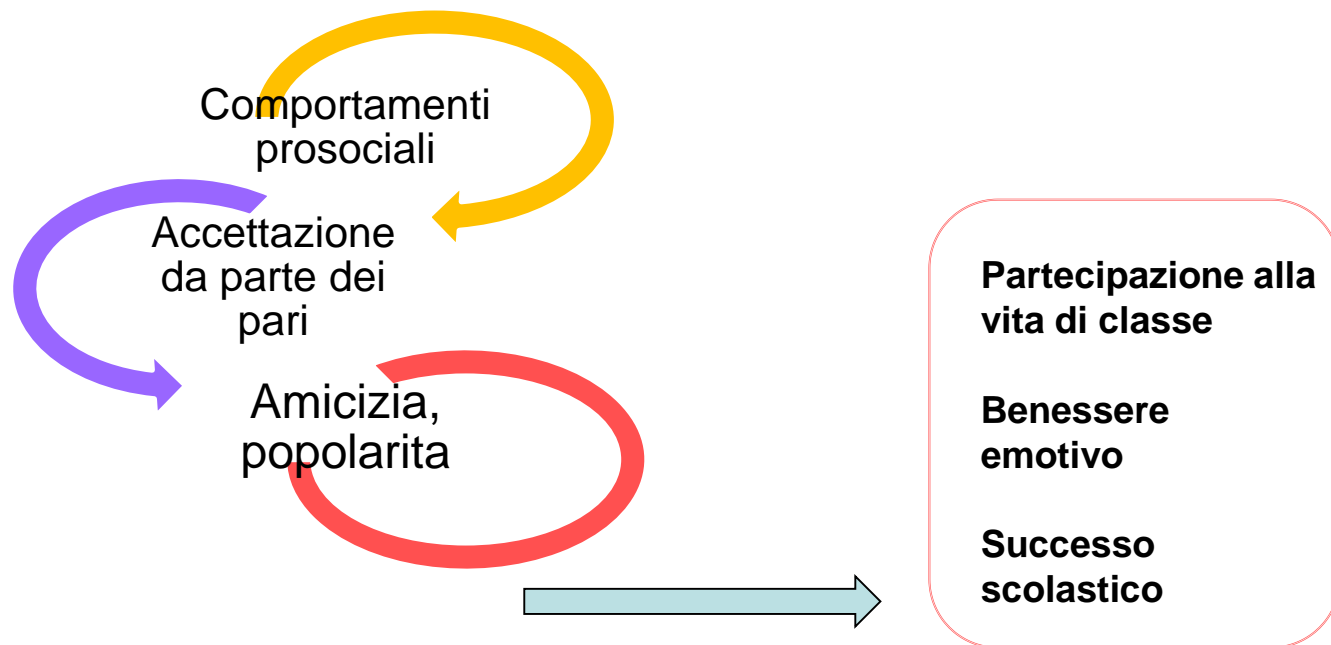 Comportamenti
prosociali
Accettazione
da parte dei
pari
Amicizia,
popolarita
Partecipazione alla
vita di classe
Benessere
emotivo
Successo
scolastico